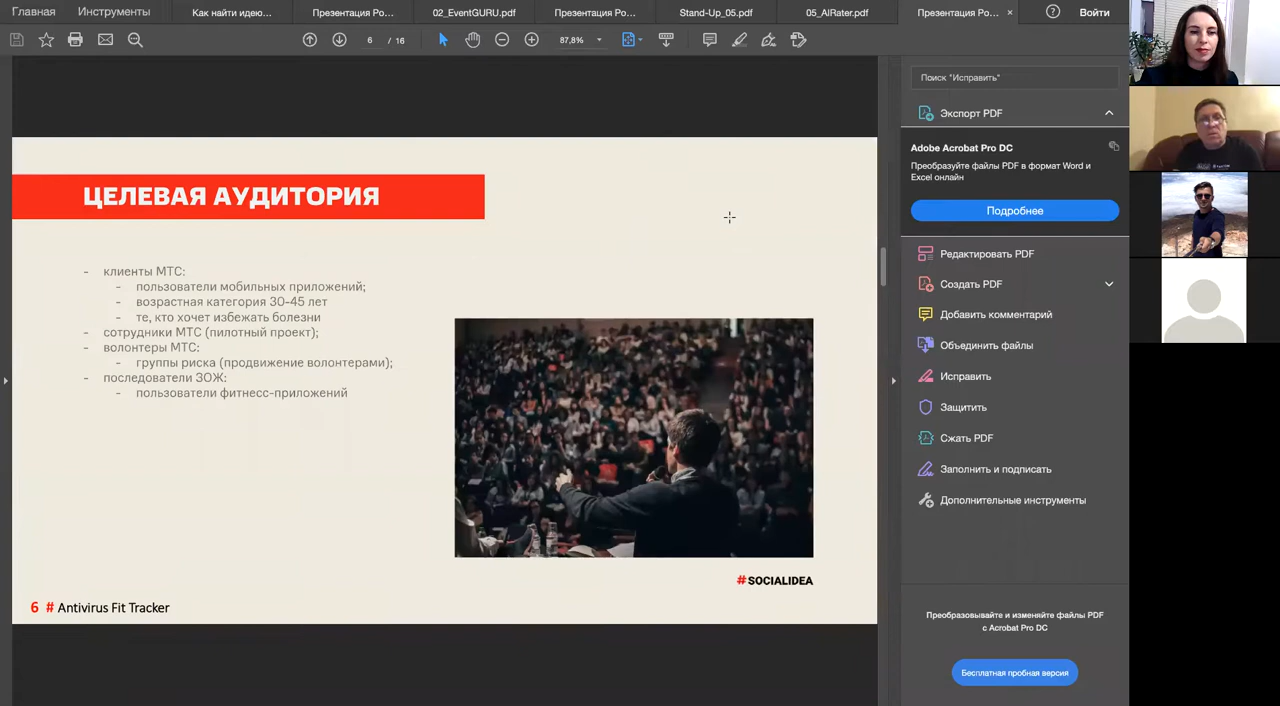 Главная
Инструменты
Как найти идею...
Презентация Ро...
02_EventGURU.pdf
Презентация Ро...
Stand-Up_05.pdf
05_AIRater.pdf
Презентация Ро... ×
? Войти
6 / 16
87,8%
Поиск "Исправить"
Экспорт PDF
Adobe Acrobat Pro DC
Преобразуйте файлы PDF в формат Word и
Excel онлайн
Подробнее
Редактировать PDF
Создать PDF
Добавить комментарий
Объединить файлы
Исправить
Защитить
Сжать PDF
Заполнить и подписать
Дополнительные инструменты
Преобразовывайте и изменяйте файлы PDF
с Acrobat Pro DC
Бесплатная пробная версия
ЦЕЛЕВАЯ АУДИТОРИЯ
- клиенты МТС:
- пользователи мобильных приложений;
- возрастная категория 30-45 лет
- те, кто хочет избежать болезни
- сотрудники МТС (пилотный проект);
- волонтеры МТС:
- группы риска (продвижение волонтерами);
- последователи ЗОЖ:
- пользователи фитнесс-приложений
#SOCIALIDEA
6 # Antivirus Fit Tracker